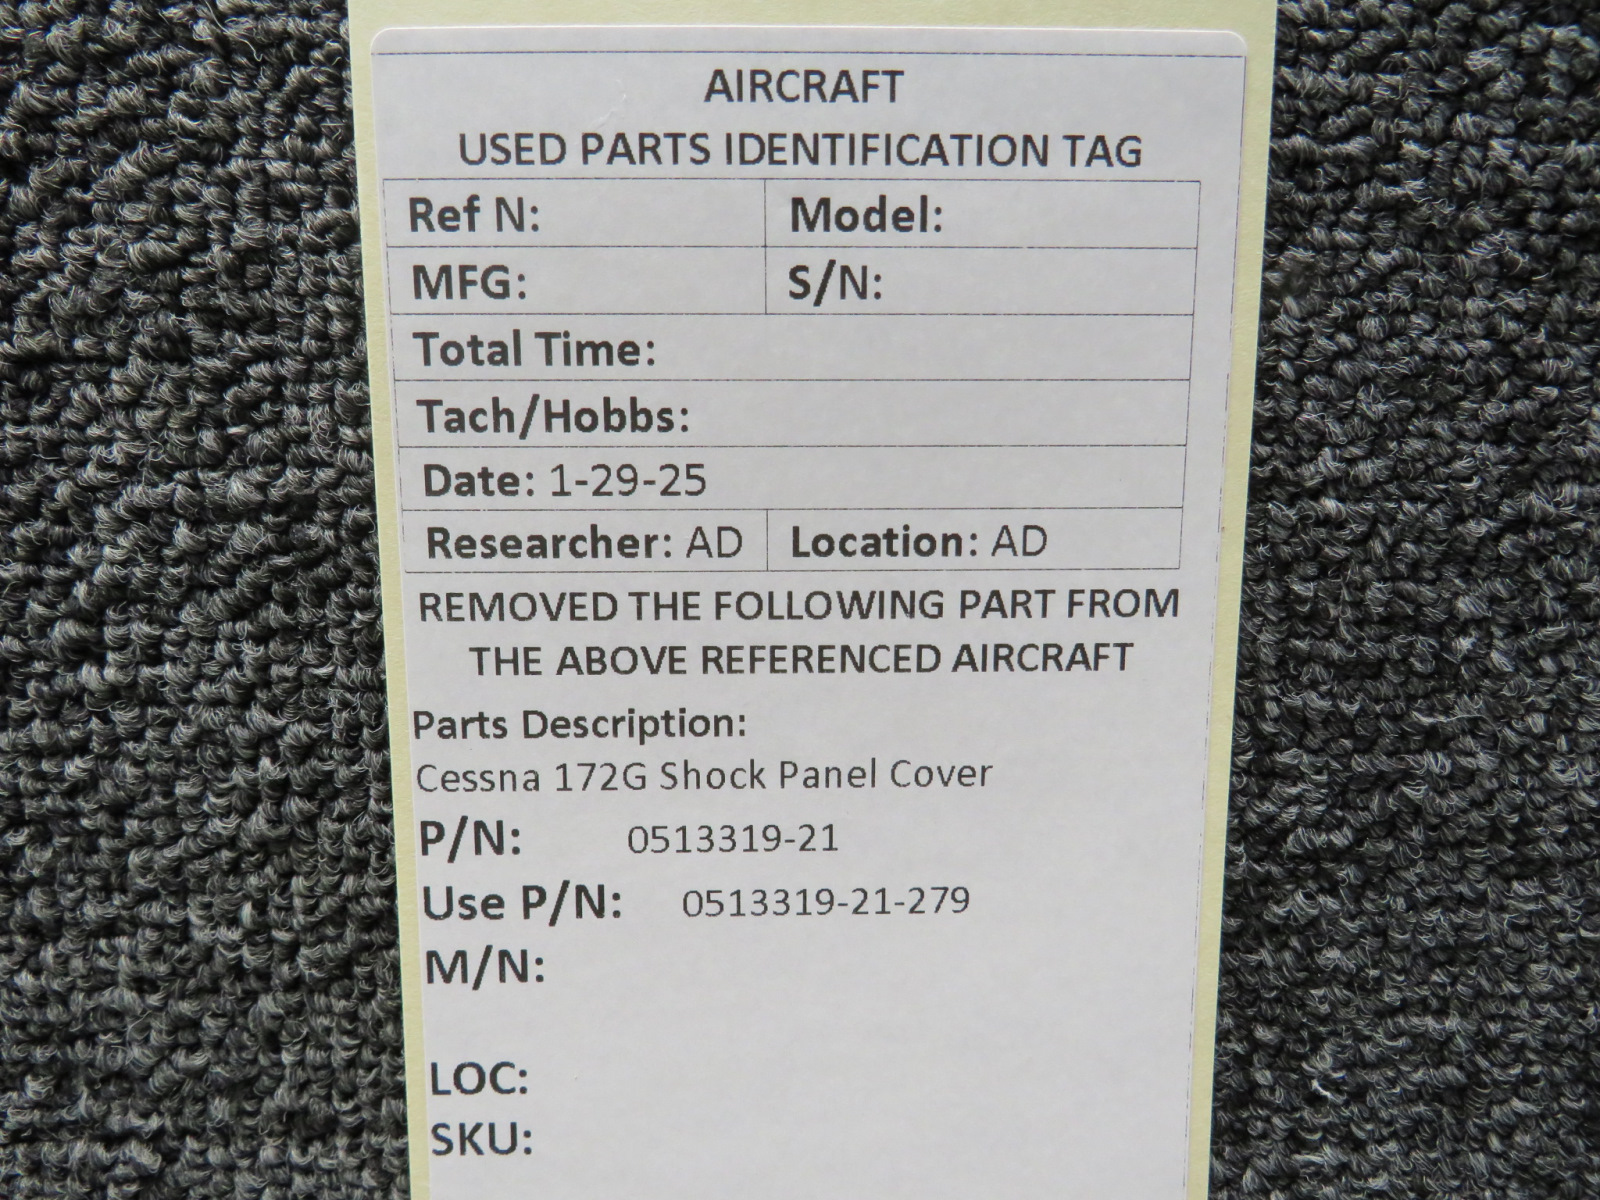 AIRCRAFT
USED PARTS IDENTIFICATION TAG
Ref N: Model:
MFG: S/N:
Total Time:
Tach/Hobbs:
Date: 1-29-25
Researcher: AD Location: AD
REMOVED THE FOLLOWING PART FROM
THE ABOVE REFERENCED AIRCRAFT
Parts Description:
Cessna 172G Shock Panel Cover
P/N: 0513319-21
Use P/N: 0513319-21-279
M/N:
LOC:
SKU: